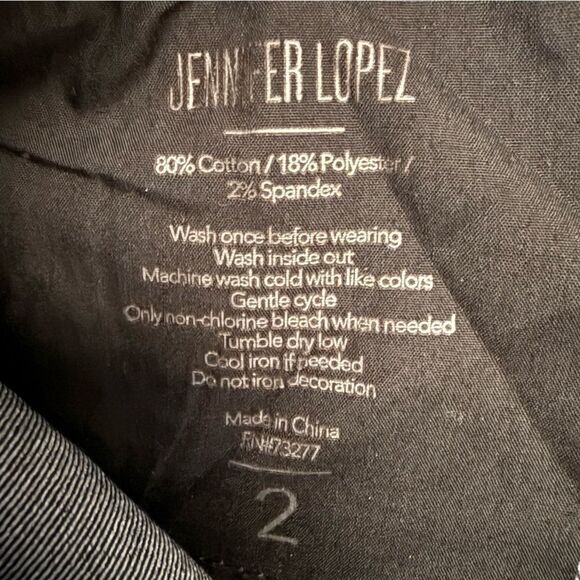 JENNIFER LOPEZ
80% Cotton / 18% Polyester /
2% Spandex
Wash once before wearing
Wash inside out
Machine wash cold with like colors
Gentle cycle
Only non-chlorine bleach when needed
Tumble dry low
Cool iron if needed
Do not iron decoration
Made in China
RN#73277
2